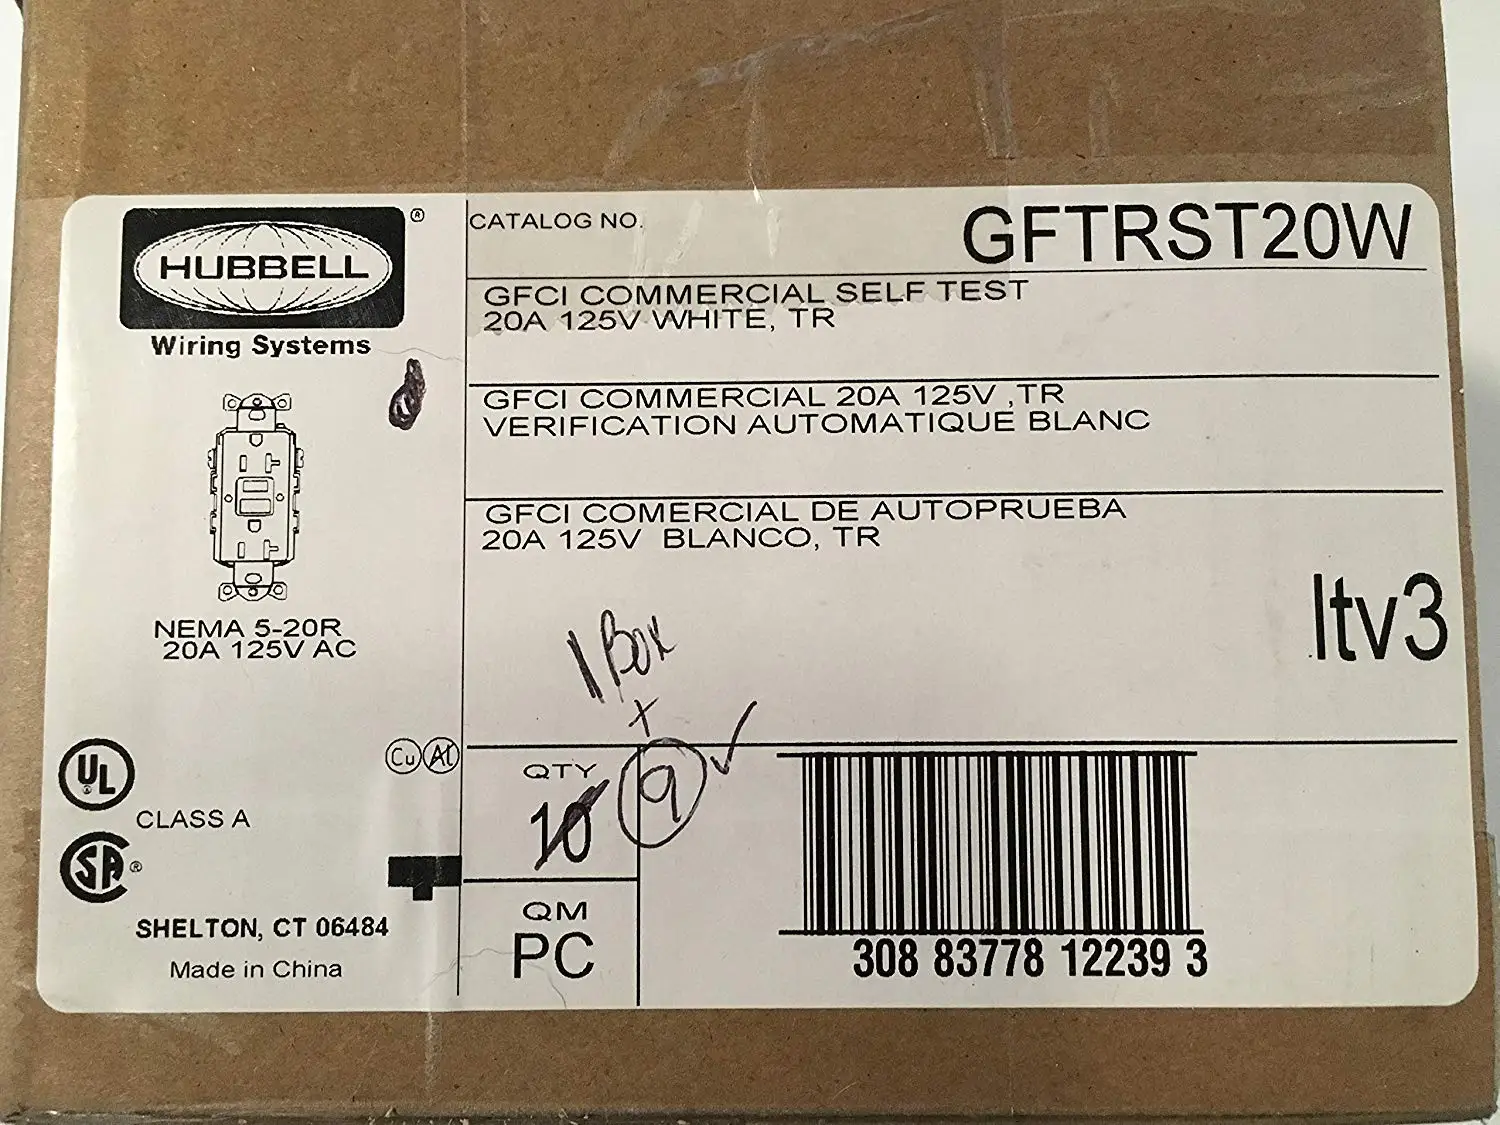 HUBBELL®
Wiring Systems
CATALOG NO.
GFTRST20W
GFCI COMMERCIAL SELF TEST
20A 125V WHITE, TR
GFCI COMMERCIAL 20A 125V ,TR
VERIFICATION AUTOMATIQUE BLANC
GFCI COMERCIAL DE AUTOPRUEBA
20A 125V BLANCO, TR
NEMA 5-20R
20A 125V AC
ltv3
1 Box
+
9
QTY
10
QM
PC
Cu Al
UL
CLASS A
SA®
SHELTON, CT 06484
Made in China
308 83778 12239 3